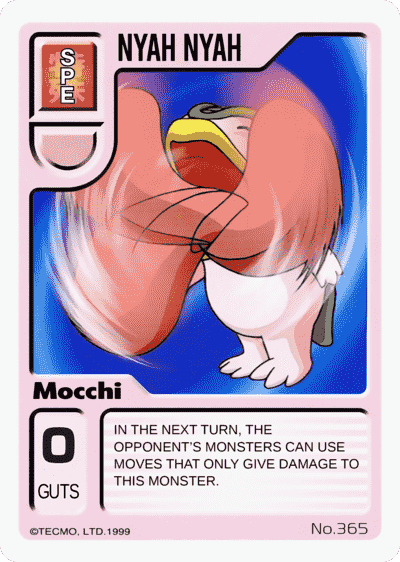 NYAH NYAH
SPE
Mocchi
0
GUTS
IN THE NEXT TURN, THE
OPPONENT'S MONSTERS CAN USE
MOVES THAT ONLY GIVE DAMAGE TO
THIS MONSTER.
©TECMO, LTD.1999
No.365